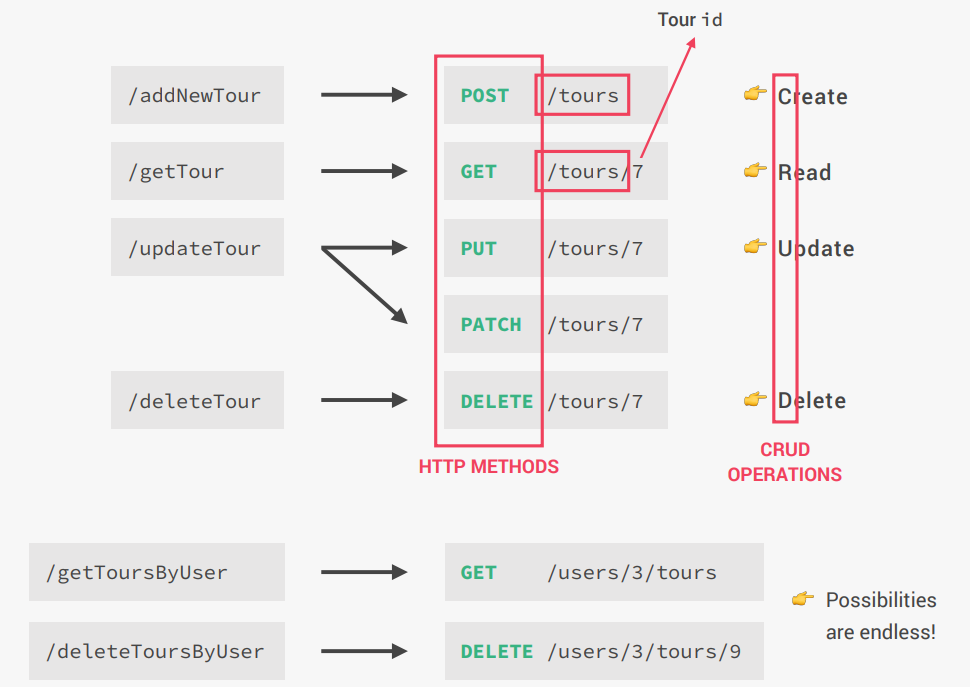 Tour id
/addNewTour POST /tours 👉 Create
/getTour GET /tours/7 👉 Read
/updateTour PUT /tours/7 👉 Update
PATCH /tours/7
/deleteTour DELETE /tours/7 👉 Delete
HTTP METHODS
CRUD
OPERATIONS
/getToursByUser GET /users/3/tours
👉 Possibilities
are endless!
/deleteToursByUser DELETE /users/3/tours/9